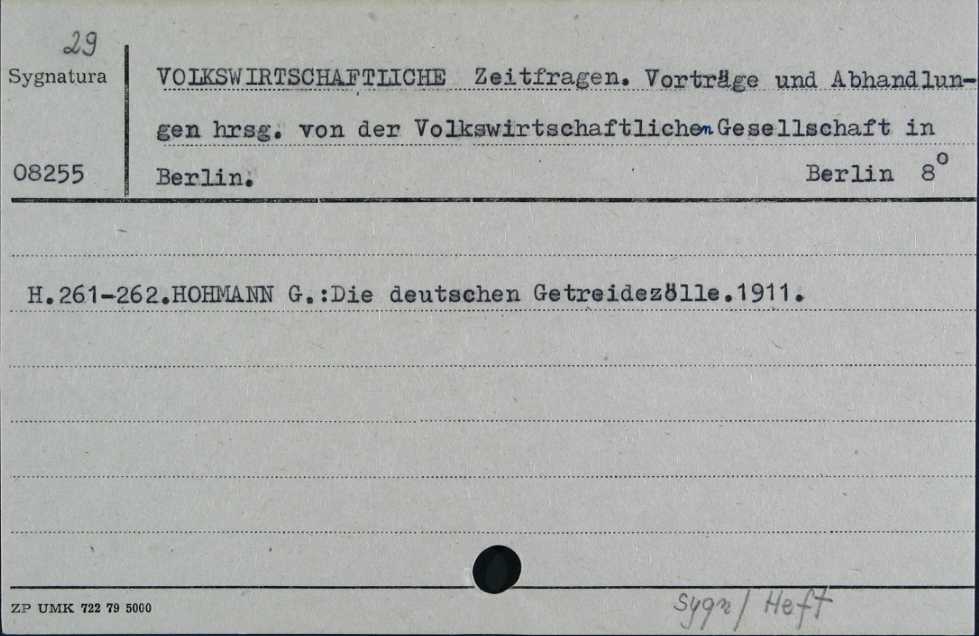 29
Sygnatura
VOLKSWIRTSCHAFTLICHE Zeitfragen. Vorträge und Abhandlun-
gen hrsg. von der Volkswirtschaftlichen Gesellschaft in
08255
Berlin. Berlin 8°
H.261-262.HOHMANN G.:Die deutschen Getreidezölle.1911.
ZP UMK 722 79 5000
Sygn/ Heft